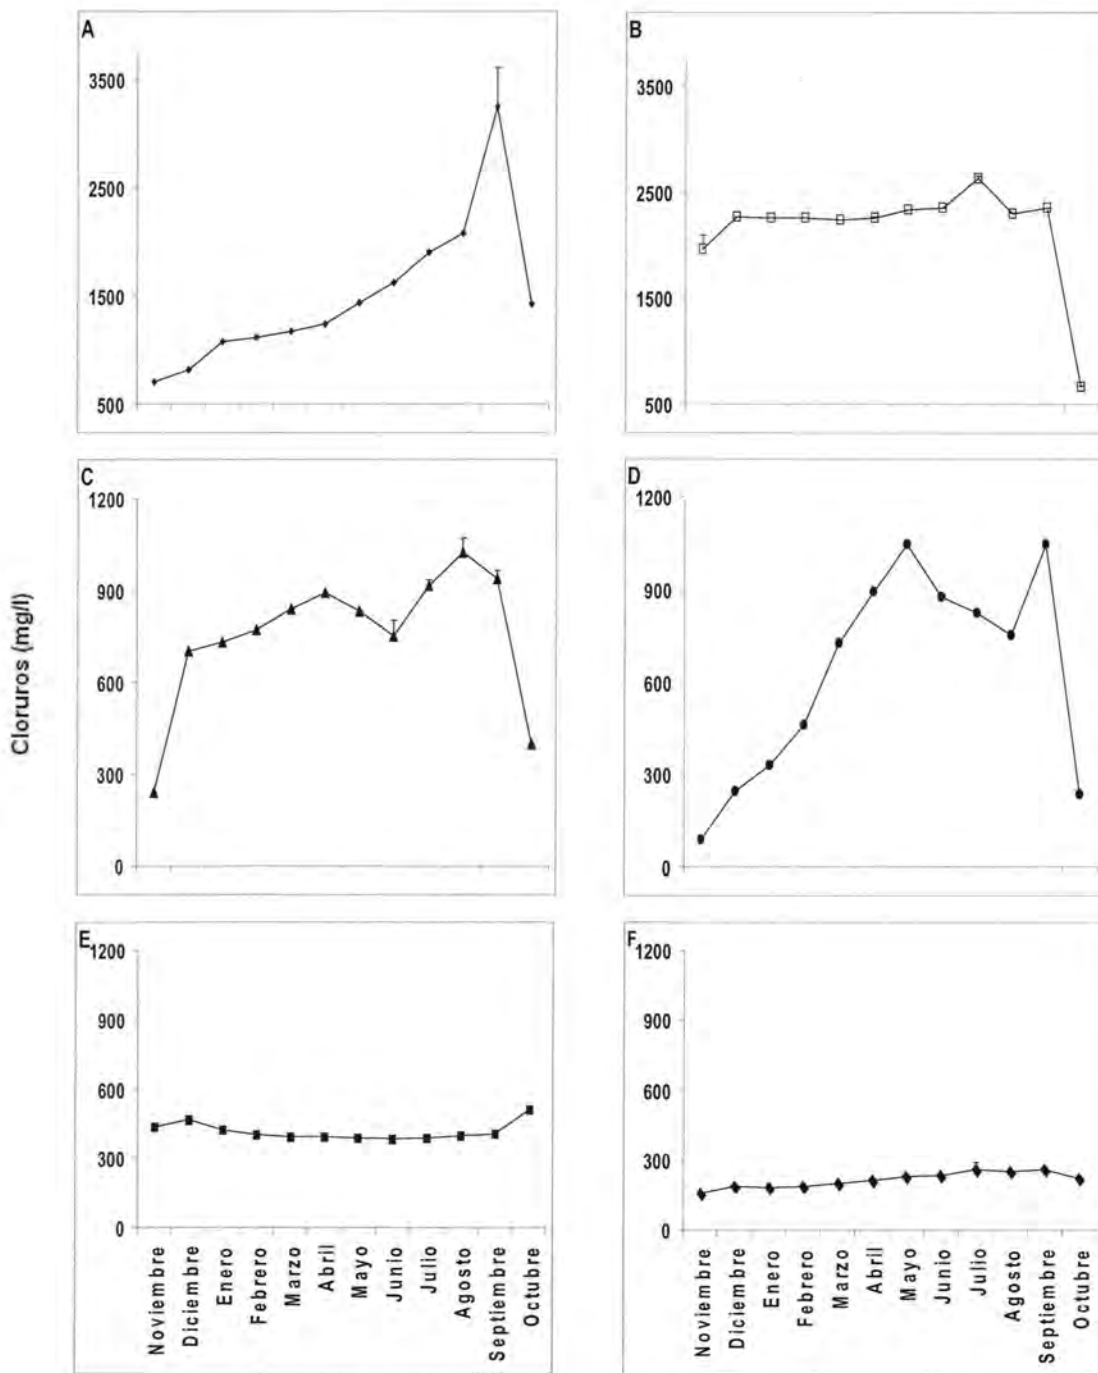 A
3500
2500
1500
500
B
3500
2500
1500
500
Cloruros (mg/l)
C
1200
900
600
300
0
D
1200
900
600
300
0
E
1200
900
600
300
0
Noviembre
Diciembre
Enero
Febrero
Marzo
Abril
Mayo
Junio
Julio
Agosto
Septiembre
Octubre
F
1200
900
600
300
0
Noviembre
Diciembre
Enero
Febrero
Marzo
Abril
Mayo
Junio
Julio
Agosto
Septiembre
Octubre